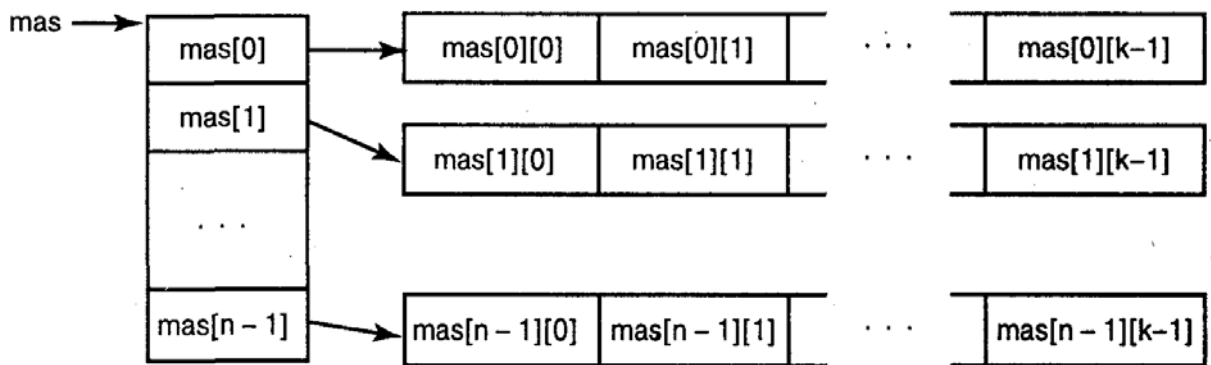 mas
mas[0] mas[0][0] mas[0][1] · · · mas[0][k–1]
mas[1] mas[1][0] mas[1][1] · · · mas[1][k–1]
· · ·
mas[n – 1] mas[n – 1][0] mas[n – 1][1] · · · mas[n – 1][k–1]